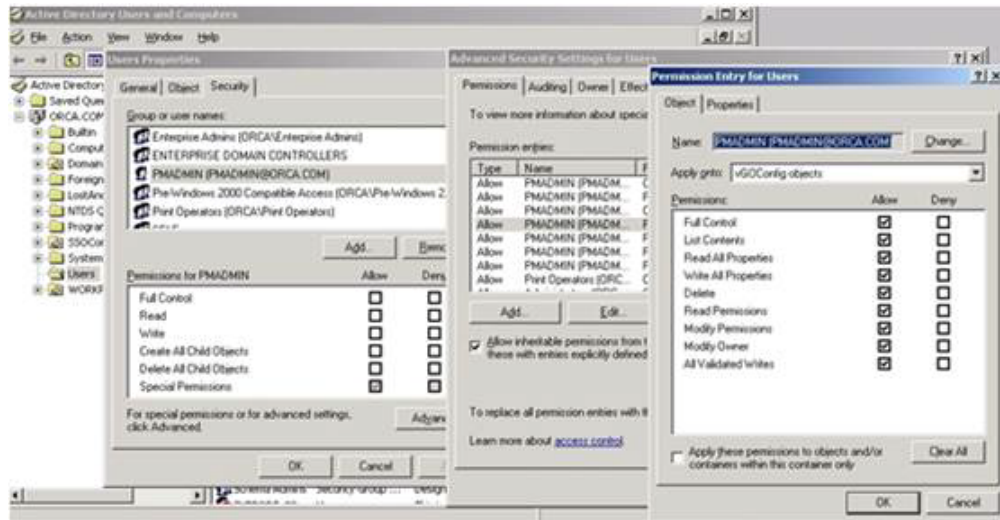 Active Directory Users and Computers
File Action View Window Help
Active Directory
Saved Quer
ORCA.COM
Builtin
Comput
Domain
Foreign
LostAnd
NTDS Q
Program
SSOCon
System
Users
Users Properties
General Object Security
Group or user names:
Enterprise Admins (ORCA\Enterprise Admins)
ENTERPRISE DOMAIN CONTROLLERS
PMADMIN (PMADMIN@ORCA.COM)
Pre-Windows 2000 Compatible Access (ORCA\Pre-Windows 2
Print Operators (ORCA\Print Operators)
Add... Remo
Permissions for PMADMIN Allow Deny
Full Control
Read
Write
Create All Child Objects
Delete All Child Objects
Special Permissions
For special permissions or for advanced settings,
click Advanced.
Advan
OK Cancel
Advanced Security Settings for Users
Permissions Auditing Owner Effect
To view more information about specia
Permission entries:
Type Name
Allow PMADMIN (PMADM...
Allow PMADMIN (PMADM...
Allow PMADMIN (PMADM...
Allow PMADMIN (PMADM...
Allow PMADMIN (PMADM...
Allow PMADMIN (PMADM...
Allow Print Operators (ORC...
Add... Edit...
Allow inheritable permissions from t
these with entries explicitly defined
To replace all permission entries with t
Learn more about access control.
Permission Entry for Users
Object Properties
Name: PMADMIN (PMADMIN@ORCA.COM Change...
Apply onto: vGOConfig objects
Permissions: Allow Deny
Full Control
List Contents
Read All Properties
Write All Properties
Delete
Read Permissions
Modify Permissions
Modify Owner
All Validated Writes
Apply these permissions to objects and/or
containers within this container only
Clear All
OK Cancel